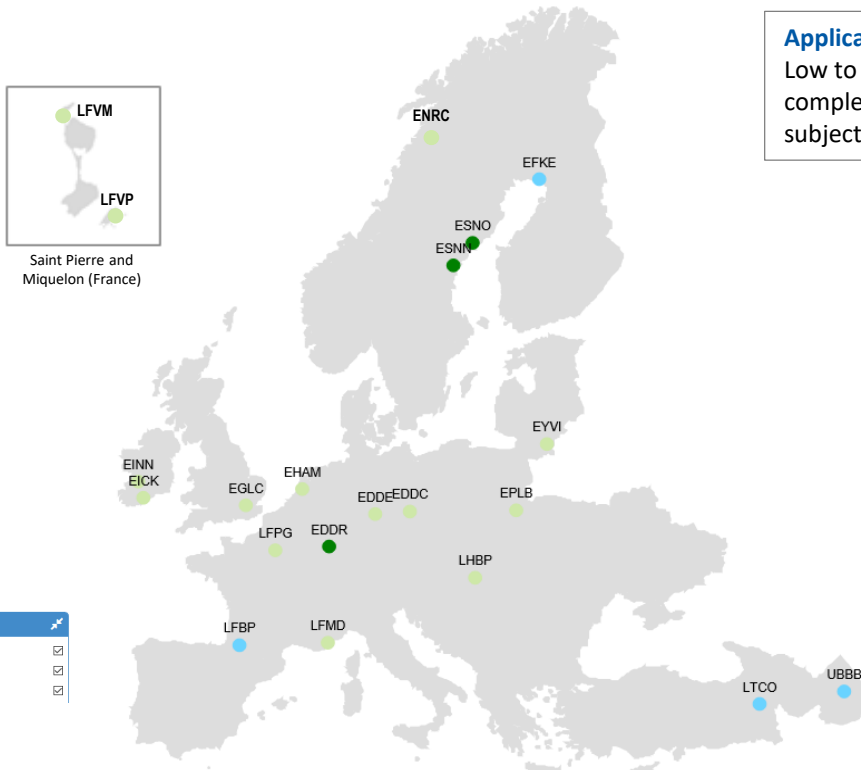 Applica
Low to
comple
subject
LFVM
LFVP
Saint Pierre and
Miquelon (France)
ENRC
EFKE
ESNO
ESNN
EYVI
EINN
EICK
EGLC
EHAM
EDDE
EDDC
EPLB
LFPG
EDDR
LHBP
LFBP
LFMD
LTCO
UBBB